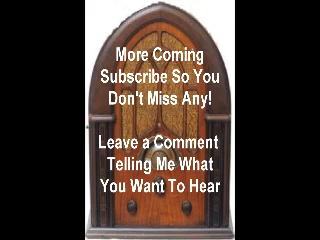 More Coming
Subscribe So You
Don't Miss Any!
Leave a Comment
Telling Me What
You Want To Hear